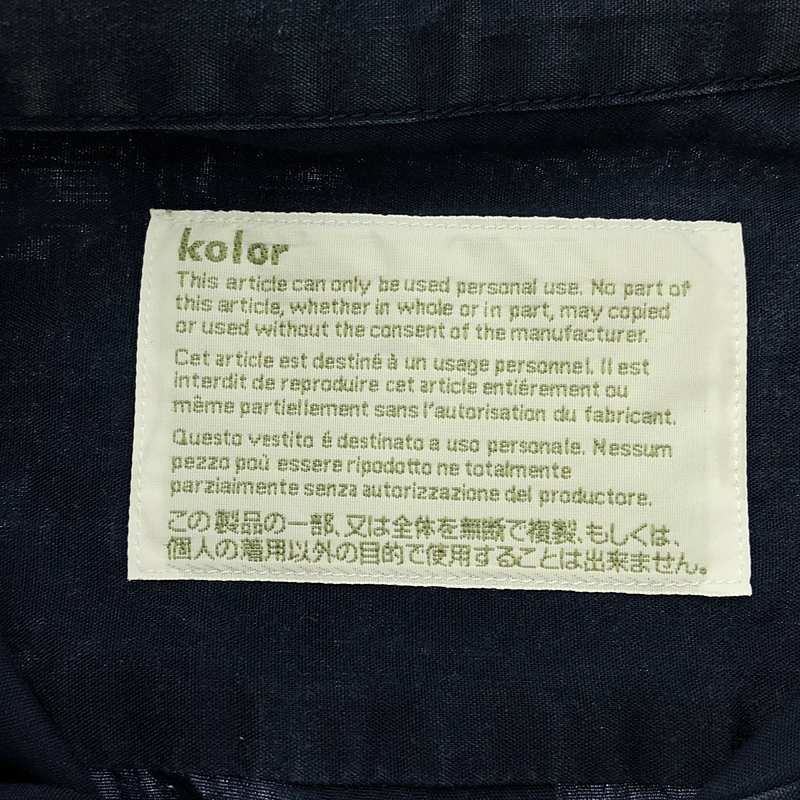 kolor
This article can only be used personal use. No part of
this article, whether in whole or in part, may copied
or used without the consent of the manufacturer.
Cet article est destiné à un usage personnel. Il est
interdit de reproduire cet article entiérement ou
même partiellement sans l'autorisation du fabricant.
Questo vestito é destinato a uso personale. Nessum
pezzo poù essere ripodotto ne totalmente
parziaimente senza autorizzazione del productore.
この製品の一部、又は全体を無断で複製、もしくは、
個人の着用以外の目的で使用することは出来ません。